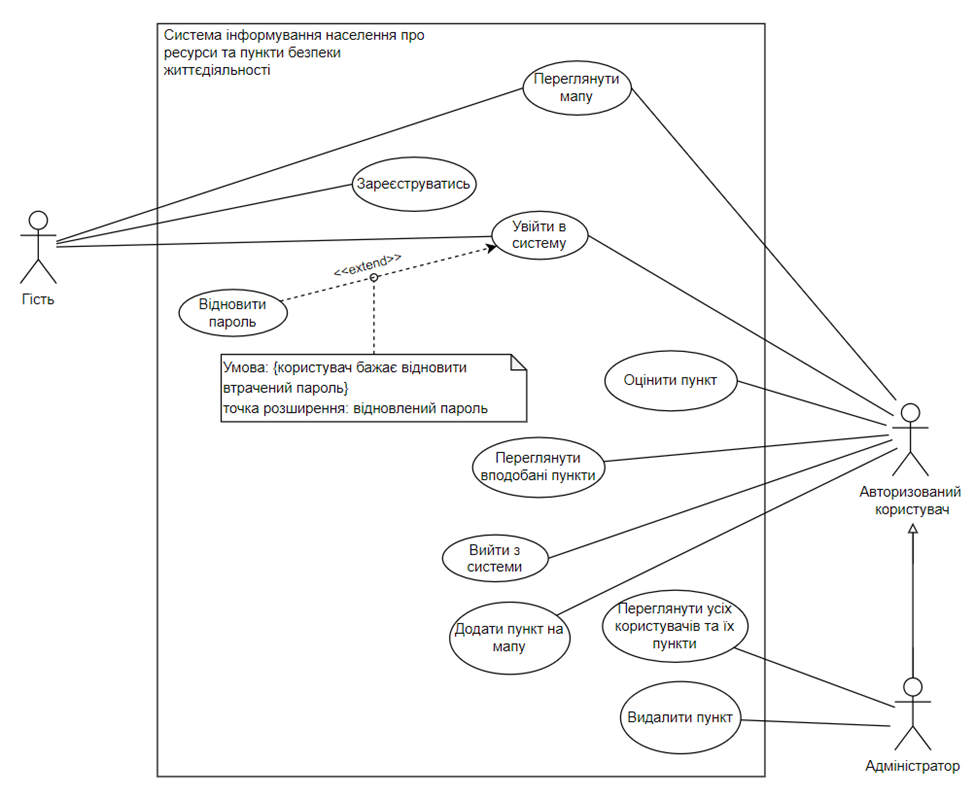 Система інформування населення про
ресурси та пункти безпеки
життєдіяльності
Переглянути
мапу
Зареєструватись
Увійти в
систему
<<extend>>
Гість
Відновити
пароль
Умова: {користувач бажає відновити
втрачений пароль}
точка розширення: відновлений пароль
Оцінити пункт
Переглянути
вподобані пункти
Авторизований
користувач
Вийти з
системи
Додати пункт на
мапу
Переглянути усіх
користувачів та їх
пункти
Видалити пункт
Адміністратор